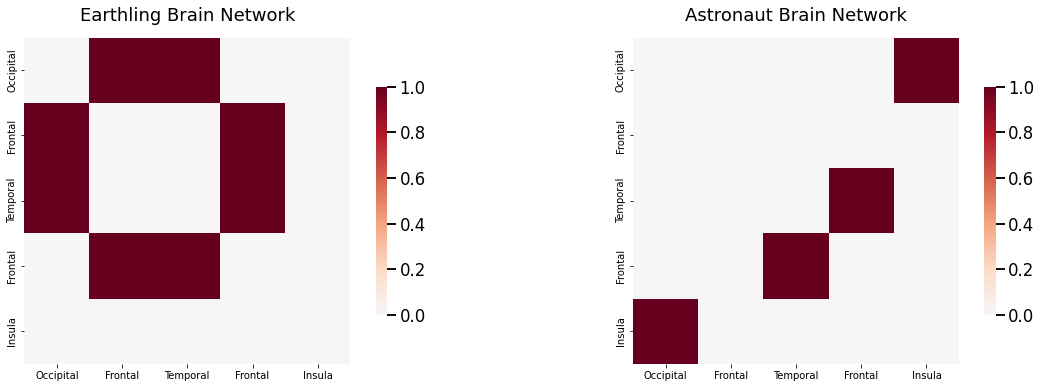 Earthling Brain Network
Occipital
Frontal
Temporal
Frontal
Insula
Occipital Frontal Temporal Frontal Insula
1.0
0.8
0.6
0.4
0.2
0.0
Astronaut Brain Network
Occipital
Frontal
Temporal
Frontal
Insula
Occipital Frontal Temporal Frontal Insula
1.0
0.8
0.6
0.4
0.2
0.0